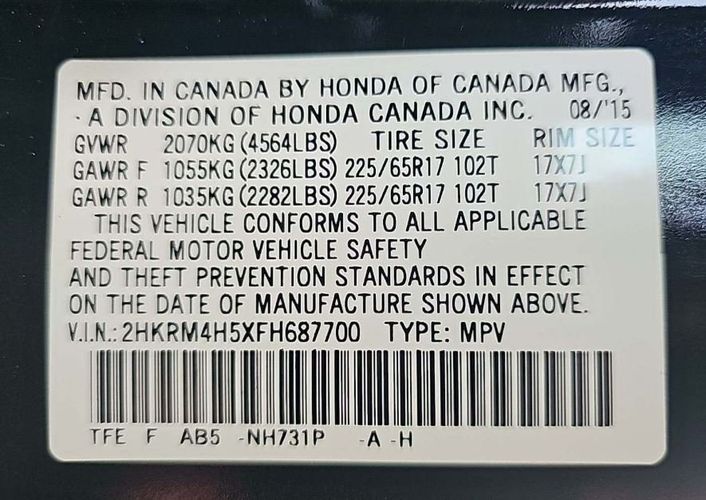 MFD. IN CANADA BY HONDA OF CANADA MFG.,
A DIVISION OF HONDA CANADA INC. 08/'15
GVWR 2070KG (4564LBS) TIRE SIZE RIM SIZE
GAWR F 1055KG (2326LBS) 225/65R17 102T 17X7J
GAWR R 1035KG (2282LBS) 225/65R17 102T 17X7J
THIS VEHICLE CONFORMS TO ALL APPLICABLE
FEDERAL MOTOR VEHICLE SAFETY
AND THEFT PREVENTION STANDARDS IN EFFECT
ON THE DATE OF MANUFACTURE SHOWN ABOVE.
V.I.N.: 2HKRM4H5XFH687700 TYPE: MPV
TFE F AB5 -NH731P -A -H